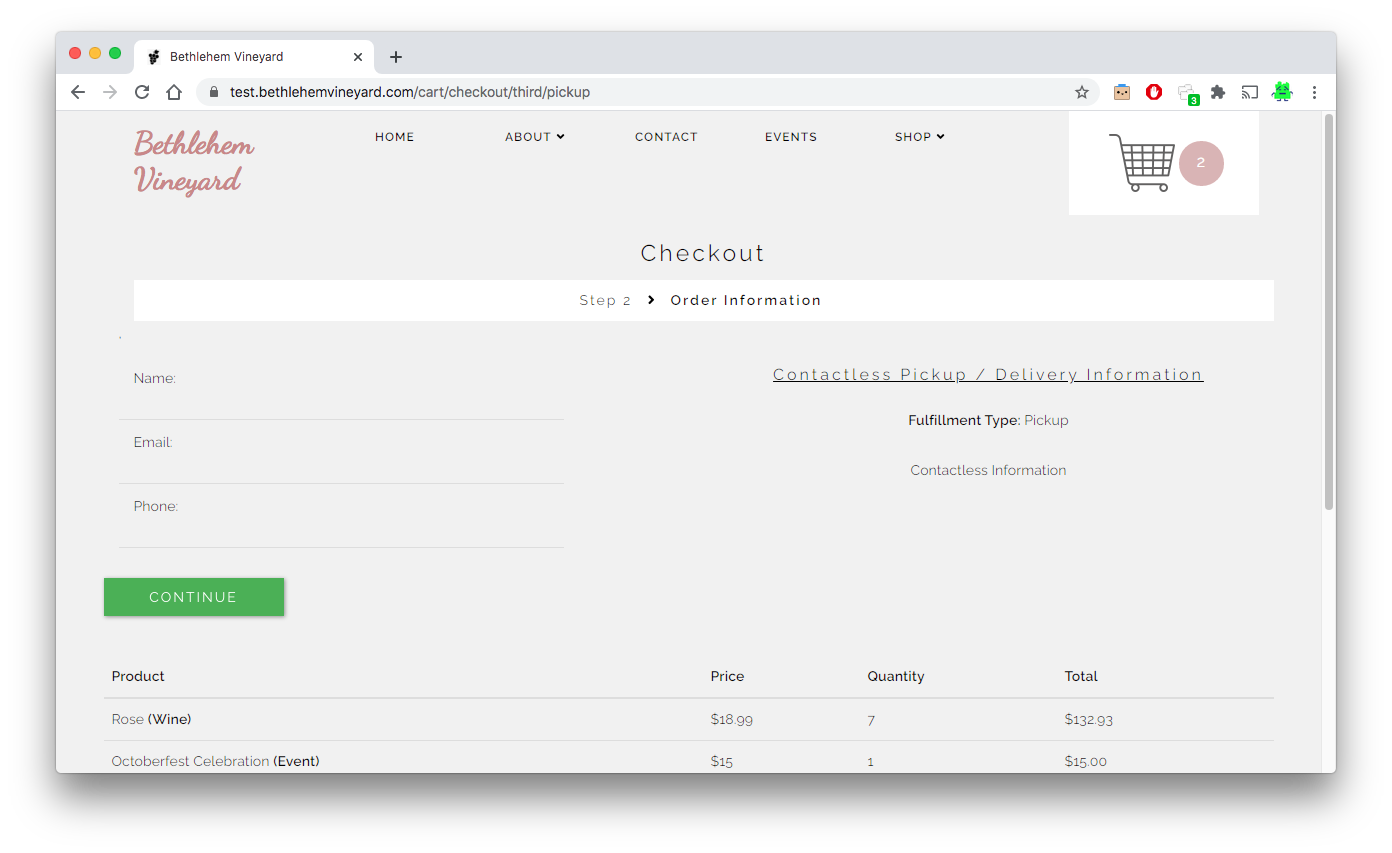 Bethlehem Vineyard
test.bethlehemvineyard.com/cart/checkout/third/pickup
3
Bethlehem
Vineyard
HOME
ABOUT
CONTACT
EVENTS
SHOP
2
Checkout
Step 2 Order Information
Name:
Email:
Phone:
CONTINUE
Contactless Pickup / Delivery Information
Fulfillment Type: Pickup
Contactless Information
Product Price Quantity Total
Rose (Wine) $18.99 7 $132.93
Octoberfest Celebration (Event) $15 1 $15.00